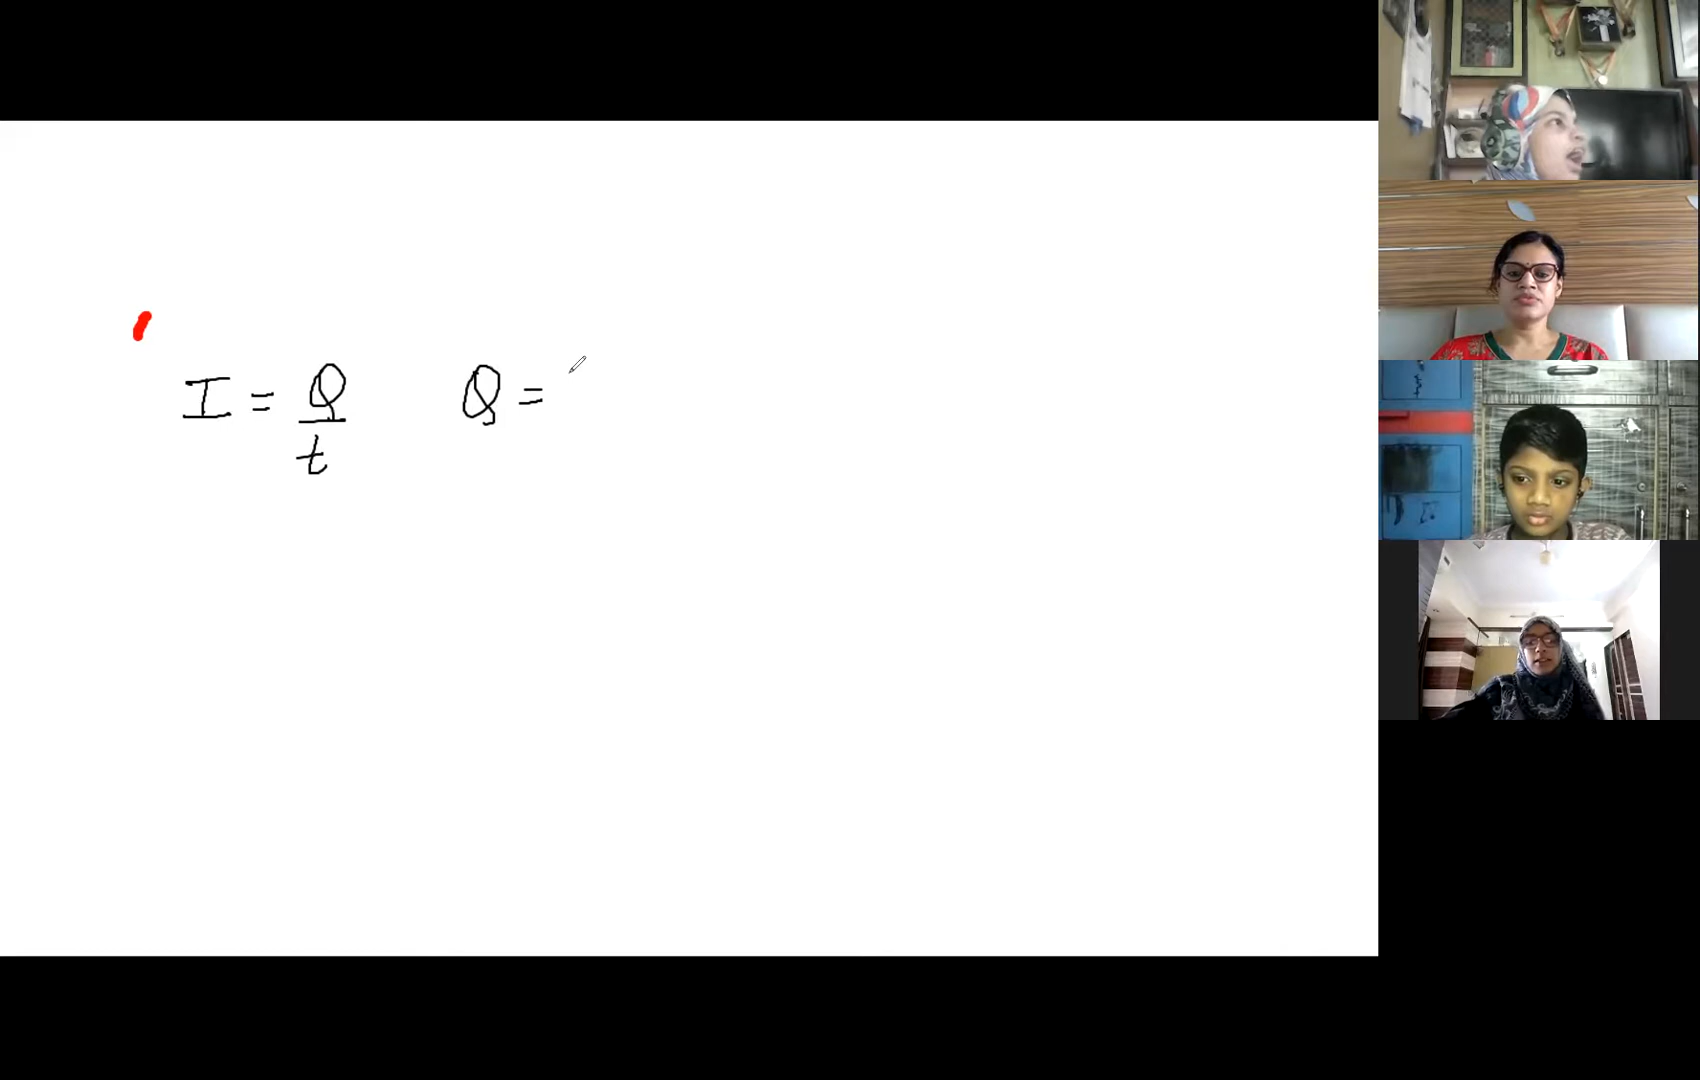 I = Q/t Q =